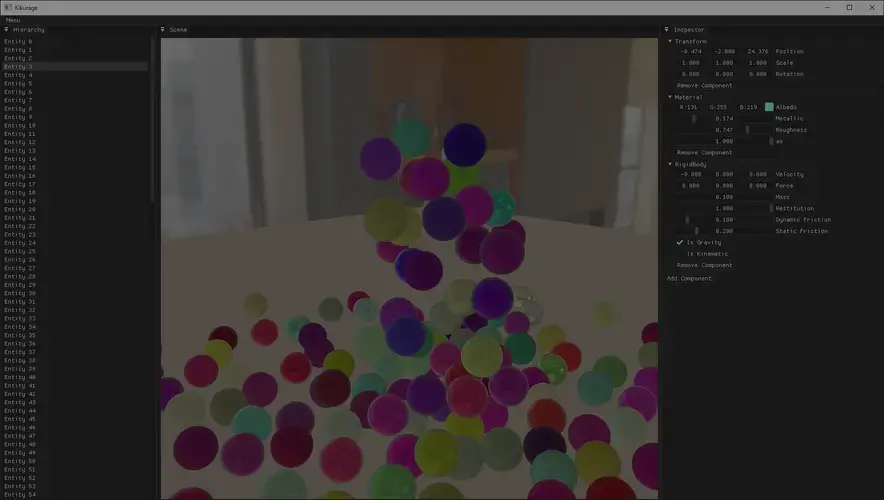 Kikurage
Menu
Hierarchy
Entity 0
Entity 1
Entity 2
Entity 3
Entity 4
Entity 5
Entity 6
Entity 7
Entity 8
Entity 9
Entity 10
Entity 11
Entity 12
Entity 13
Entity 14
Entity 15
Entity 16
Entity 17
Entity 18
Entity 19
Entity 20
Entity 21
Entity 22
Entity 23
Entity 24
Entity 25
Entity 26
Entity 27
Entity 28
Entity 29
Entity 30
Entity 31
Entity 32
Entity 33
Entity 34
Entity 35
Entity 36
Entity 37
Entity 38
Entity 39
Entity 40
Entity 41
Entity 42
Entity 43
Entity 44
Entity 45
Entity 46
Entity 47
Entity 48
Entity 49
Entity 50
Entity 51
Entity 52
Entity 53
Entity 54
Scene
Inspector
Transform
-0.474 -2.000 24.376 Position
1.000 1.000 1.000 Scale
0.000 0.000 0.000 Rotation
Remove Component
Material
R:131 G:255 B:219 Albedo
0.174 Metallic
0.747 Roughness
1.000 ao
Remove Component
RigidBody
-0.000 0.000 0.000 Velocity
0.000 0.000 0.000 Force
0.100 Mass
1.000 Restitution
0.100 Dynamic Friction
0.200 Static Friction
Is Gravity
Is Kinematic
Remove Component
Add Component